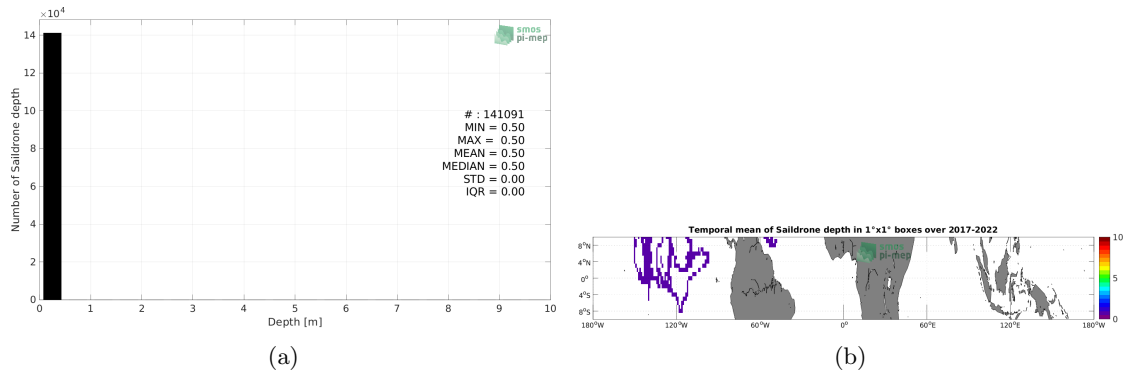 ×10⁴
14
12
10
8
6
4
2
0
Number of Saildrone depth
smos
pi-mep
# : 141091
MIN = 0.50
MAX = 0.50
MEAN = 0.50
MEDIAN = 0.50
STD = 0.00
IQR = 0.00
0 1 2 3 4 5 6 7 8 9 10
Depth [m]
(a)
Temporal mean of Saildrone depth in 1°x1° boxes over 2017-2022
smos
pi-mep
8°N
4°N
0°
4°S
8°S
180°W 120°W 60°W 0° 60°E 120°E 180°W
10
5
0
(b)